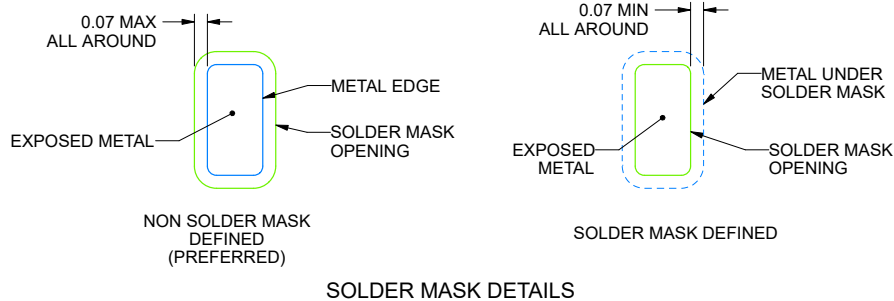 0.07 MAX
ALL AROUND
METAL EDGE
EXPOSED METAL
SOLDER MASK
OPENING
NON SOLDER MASK
DEFINED
(PREFERRED)
0.07 MIN
ALL AROUND
METAL UNDER
SOLDER MASK
EXPOSED
METAL
SOLDER MASK
OPENING
SOLDER MASK DEFINED
SOLDER MASK DETAILS